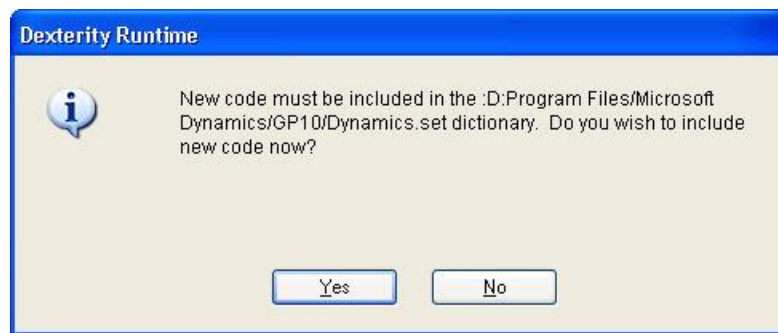 Dexterity Runtime
New code must be included in the :D:Program Files/Microsoft
Dynamics/GP10/Dynamics.set dictionary.  Do you wish to include
new code now?
Yes
No